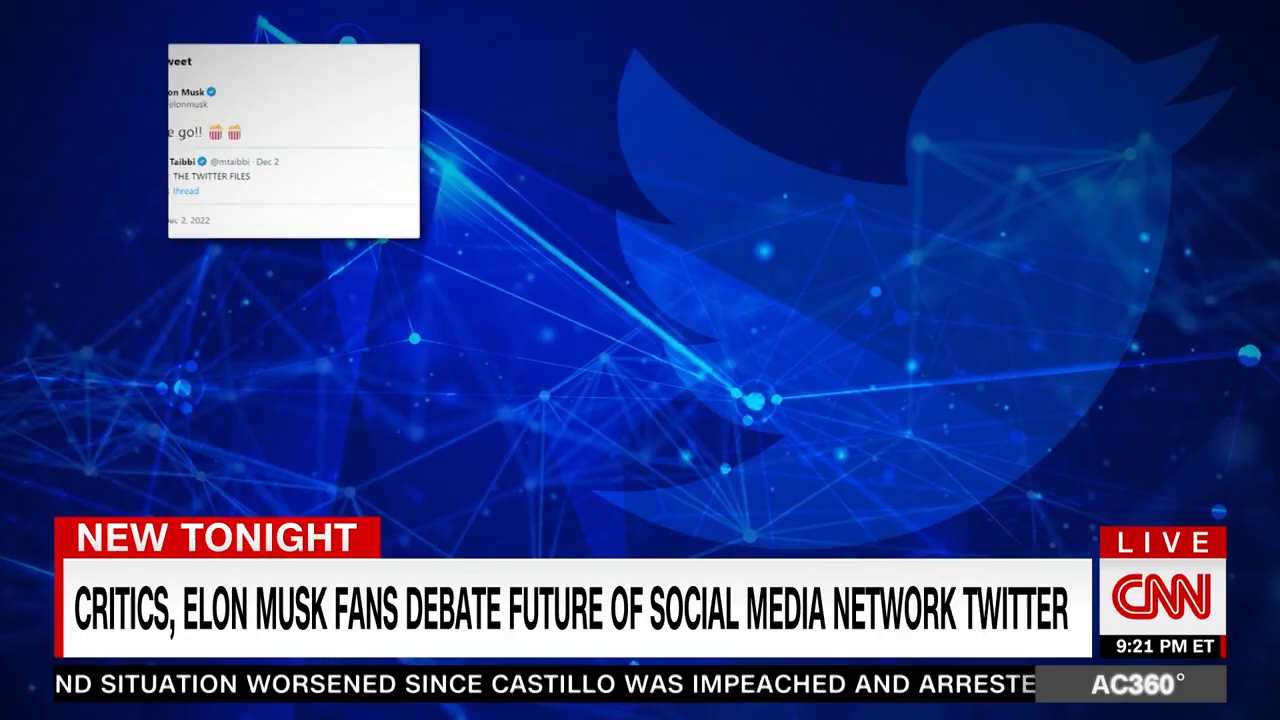 weet
on Musk
elonmusk
e go!! 🍿 🍿
Taibbi @mtaibbi · Dec 2
THE TWITTER FILES
thread
ec 2, 2022
NEW TONIGHT
CRITICS, ELON MUSK FANS DEBATE FUTURE OF SOCIAL MEDIA NETWORK TWITTER
LIVE
CNN
9:21 PM ET
ND SITUATION WORSENED SINCE CASTILLO WAS IMPEACHED AND ARRESTE
AC360°